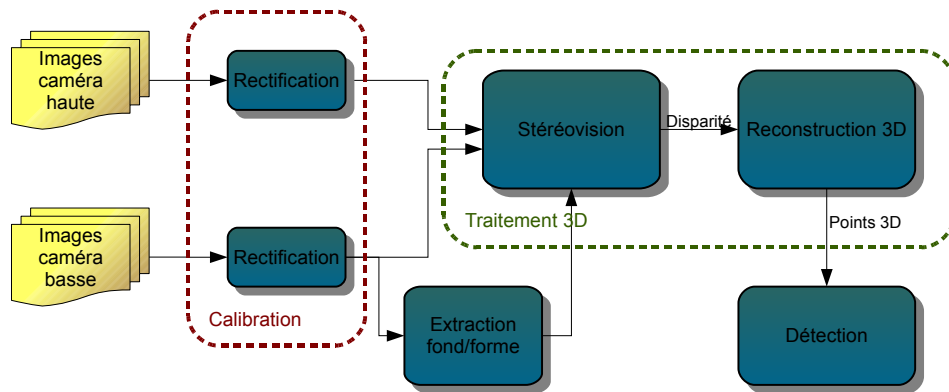 Images
caméra
haute
Rectification
Stéréovision
Disparité
Reconstruction 3D
Traitement 3D
Points 3D
Images
caméra
basse
Rectification
Calibration
Extraction
fond/forme
Détection